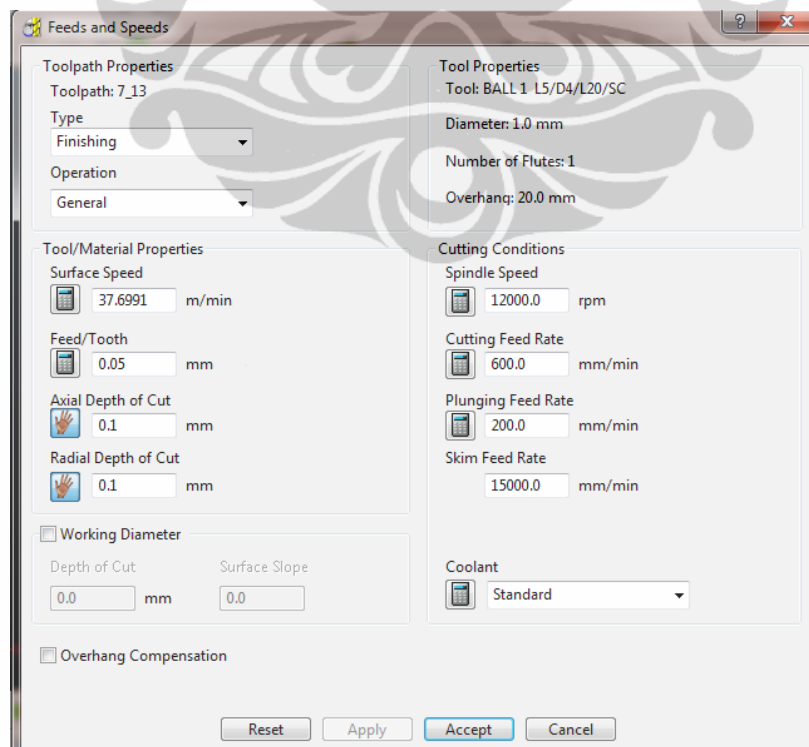 Feeds and Speeds
Toolpath Properties
Toolpath: 7_13
Type
Finishing
Operation
General
Tool Properties
Tool: BALL 1 L5/D4/L20/SC
Diameter: 1.0 mm
Number of Flutes: 1
Overhang: 20.0 mm
Tool/Material Properties
Surface Speed
37.6991 m/min
Feed/Tooth
0.05 mm
Axial Depth of Cut
0.1 mm
Radial Depth of Cut
0.1 mm
Cutting Conditions
Spindle Speed
12000.0 rpm
Cutting Feed Rate
600.0 mm/min
Plunging Feed Rate
200.0 mm/min
Skim Feed Rate
15000.0 mm/min
Coolant
Standard
Working Diameter
Depth of Cut Surface Slope
0.0 mm 0.0
Overhang Compensation
Reset Apply Accept Cancel